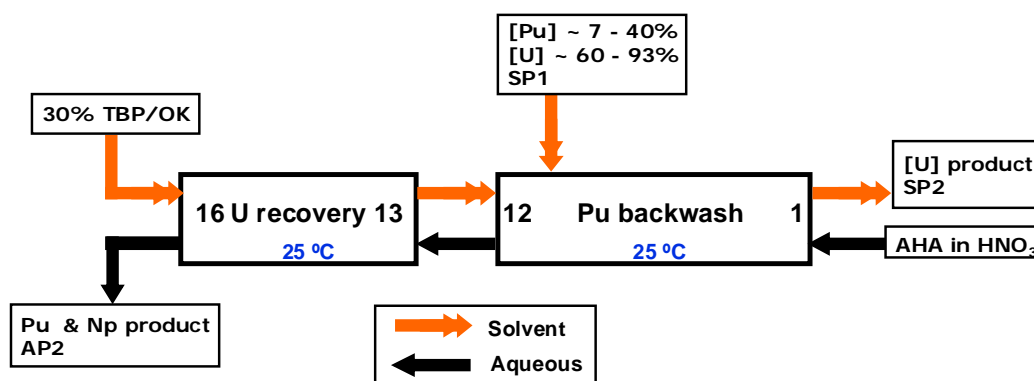 [Pu] ~ 7 - 40%
[U] ~ 60 - 93%
SP1
30% TBP/OK
[U] product
SP2
16 U recovery 13
12 Pu backwash 1
25 ºC
25 ºC
AHA in HNO3
Pu & Np product
AP2
Solvent
Aqueous